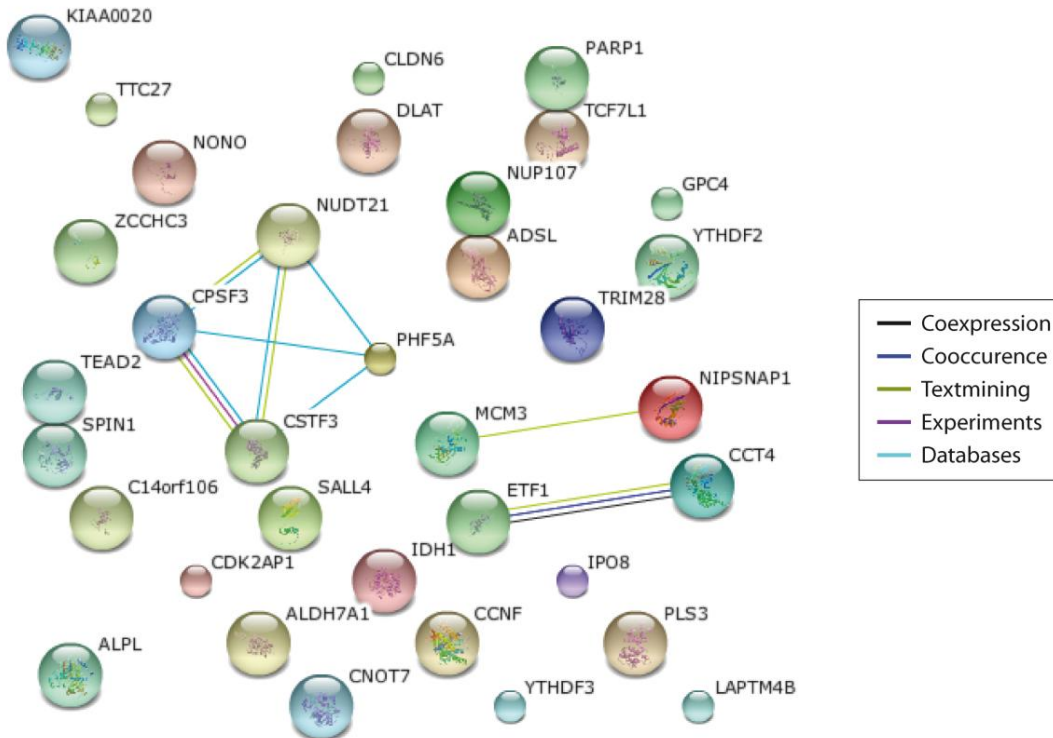 KIAA0020
CLDN6
PARP1
TTC27
DLAT
TCF7L1
NONO
NUP107
GPC4
NUDT21
ZCCHC3
ADSL
YTHDF2
CPSF3
TRIM28
PHF5A
TEAD2
NIPSNAP1
SPIN1
CSTF3
MCM3
CCT4
C14orf106
SALL4
ETF1
CDK2AP1
IDH1
IPO8
ALDH7A1
CCNF
PLS3
ALPL
CNOT7
YTHDF3
LAPTM4B
Coexpression
Cooccurence
Textmining
Experiments
Databases